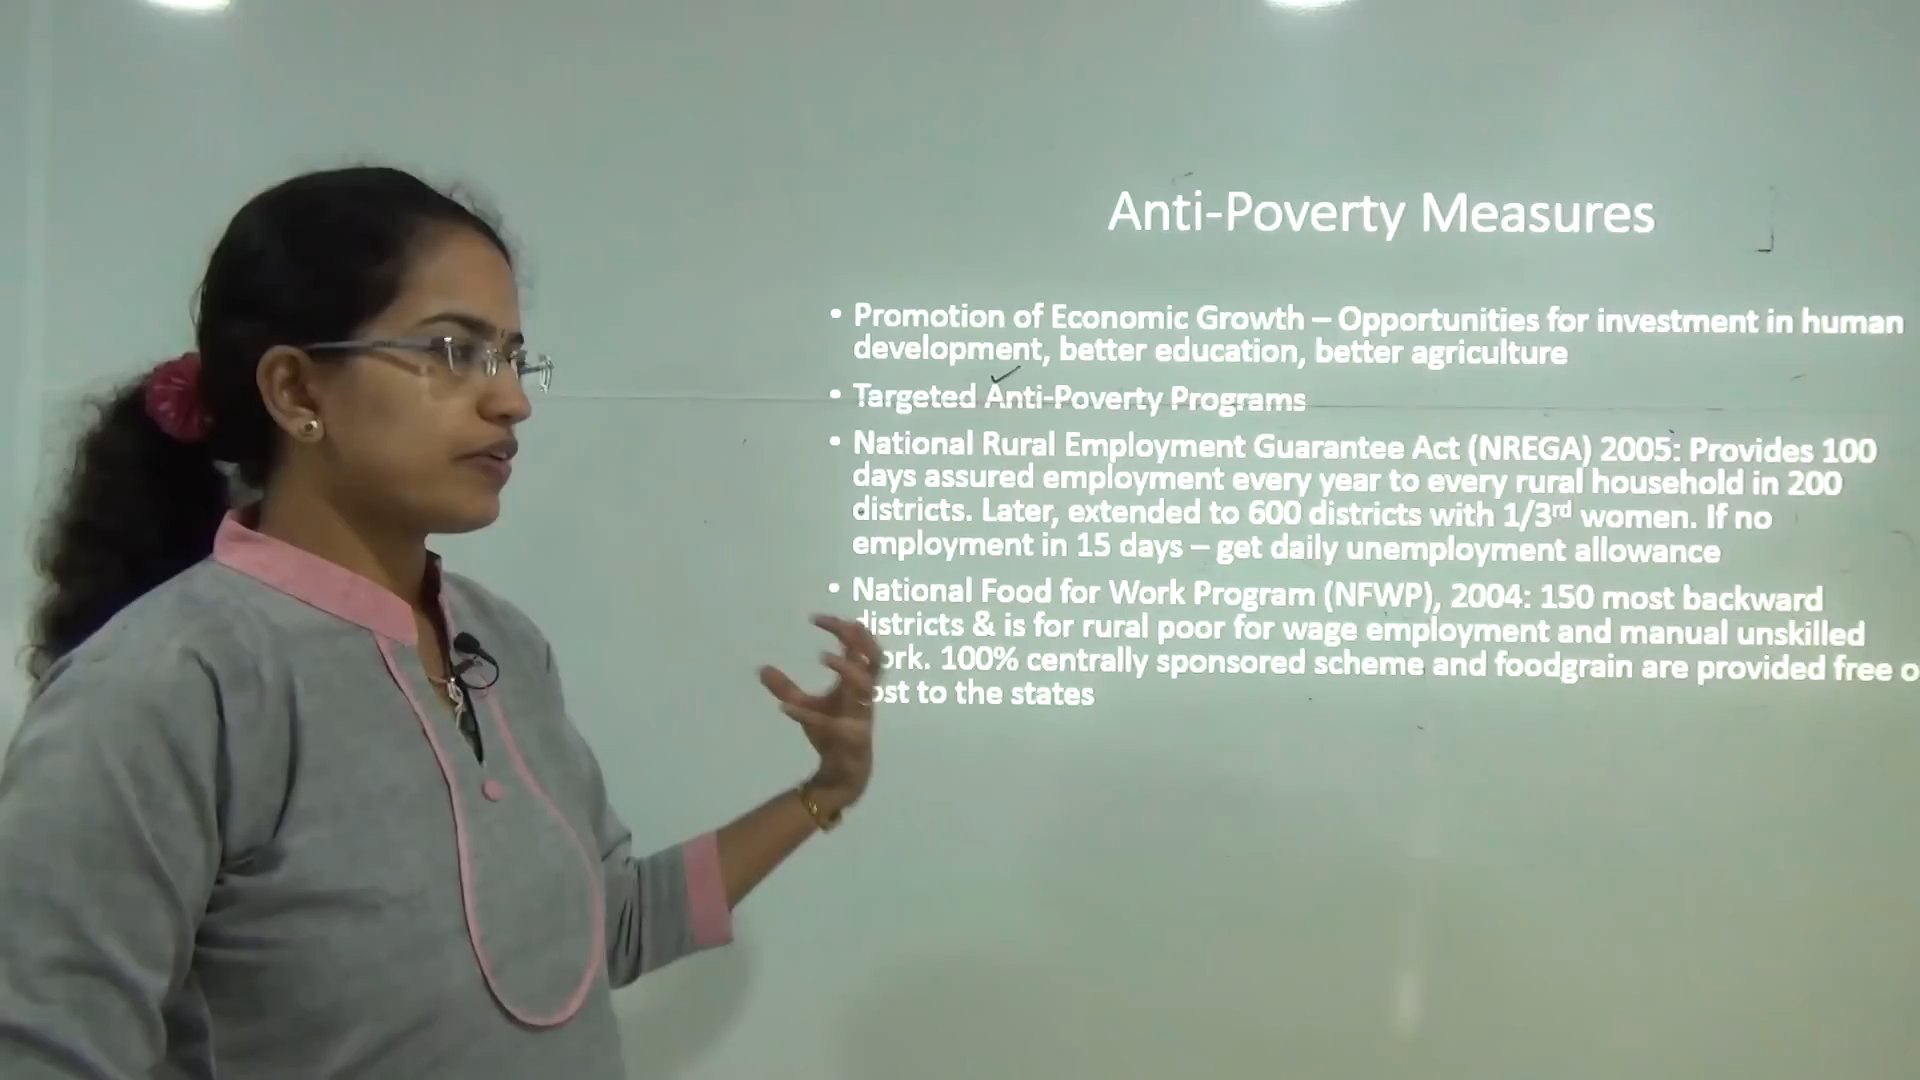 Anti-Poverty Measures
• Promotion of Economic Growth – Opportunities for investment in human
development, better education, better agriculture
• Targeted Anti-Poverty Programs
• National Rural Employment Guarantee Act (NREGA) 2005: Provides 100
days assured employment every year to every rural household in 200
districts. Later, extended to 600 districts with 1/3rd women. If no
employment in 15 days – get daily unemployment allowance
• National Food for Work Program (NFWP), 2004: 150 most backward
districts & is for rural poor for wage employment and manual unskilled
work. 100% centrally sponsored scheme and foodgrain are provided free
cost to the states